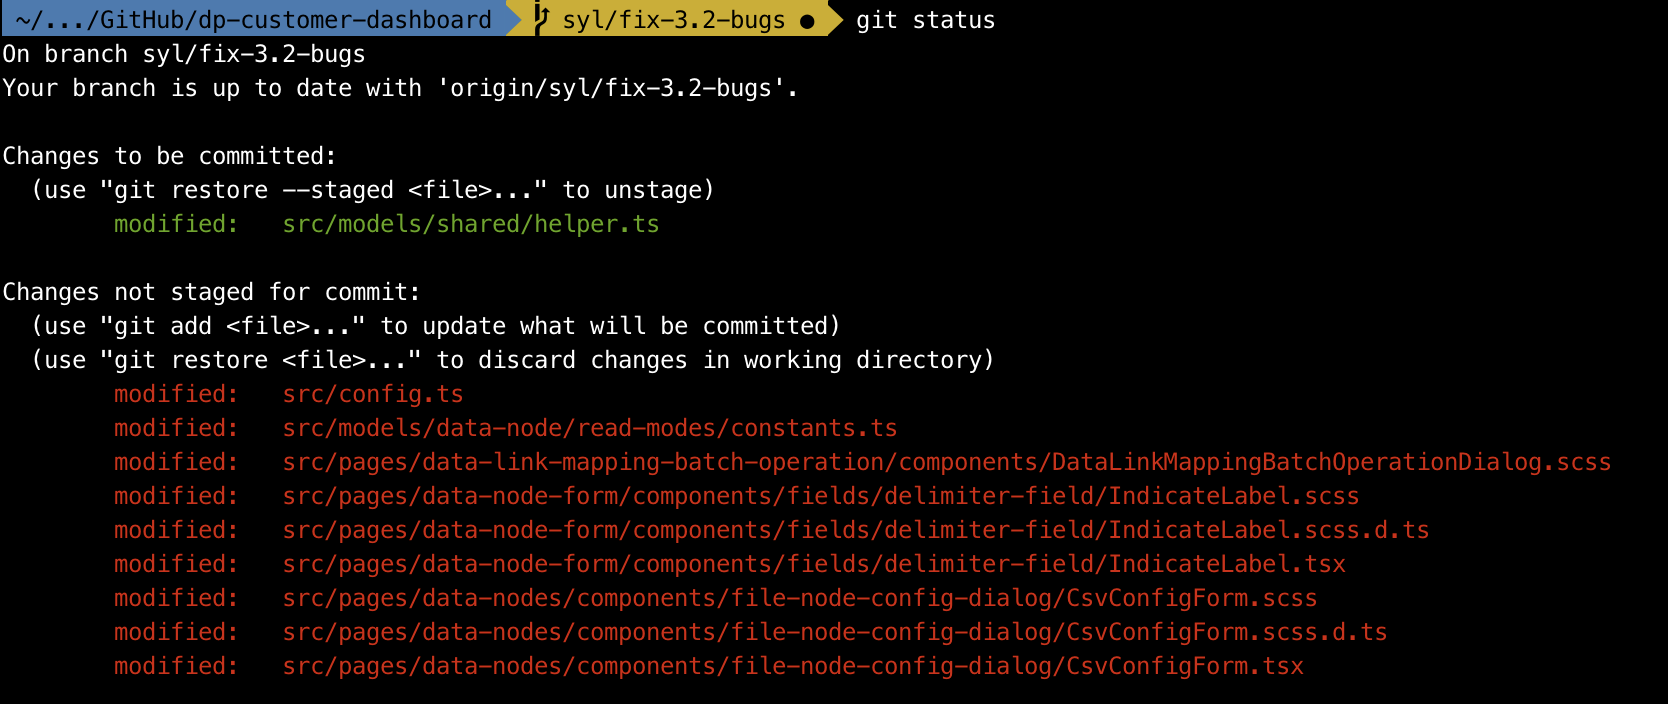 ~/.../GitHub/dp-customer-dashboard syl/fix-3.2-bugs ● git status
On branch syl/fix-3.2-bugs
Your branch is up to date with 'origin/syl/fix-3.2-bugs'.
Changes to be committed:
(use "git restore --staged <file>..." to unstage)
modified: src/models/shared/helper.ts
Changes not staged for commit:
(use "git add <file>..." to update what will be committed)
(use "git restore <file>..." to discard changes in working directory)
modified: src/config.ts
modified: src/models/data-node/read-modes/constants.ts
modified: src/pages/data-link-mapping-batch-operation/components/DataLinkMappingBatchOperationDialog.scss
modified: src/pages/data-node-form/components/fields/delimiter-field/IndicateLabel.scss
modified: src/pages/data-node-form/components/fields/delimiter-field/IndicateLabel.scss.d.ts
modified: src/pages/data-node-form/components/fields/delimiter-field/IndicateLabel.tsx
modified: src/pages/data-nodes/components/file-node-config-dialog/CsvConfigForm.scss
modified: src/pages/data-nodes/components/file-node-config-dialog/CsvConfigForm.scss.d.ts
modified: src/pages/data-nodes/components/file-node-config-dialog/CsvConfigForm.tsx